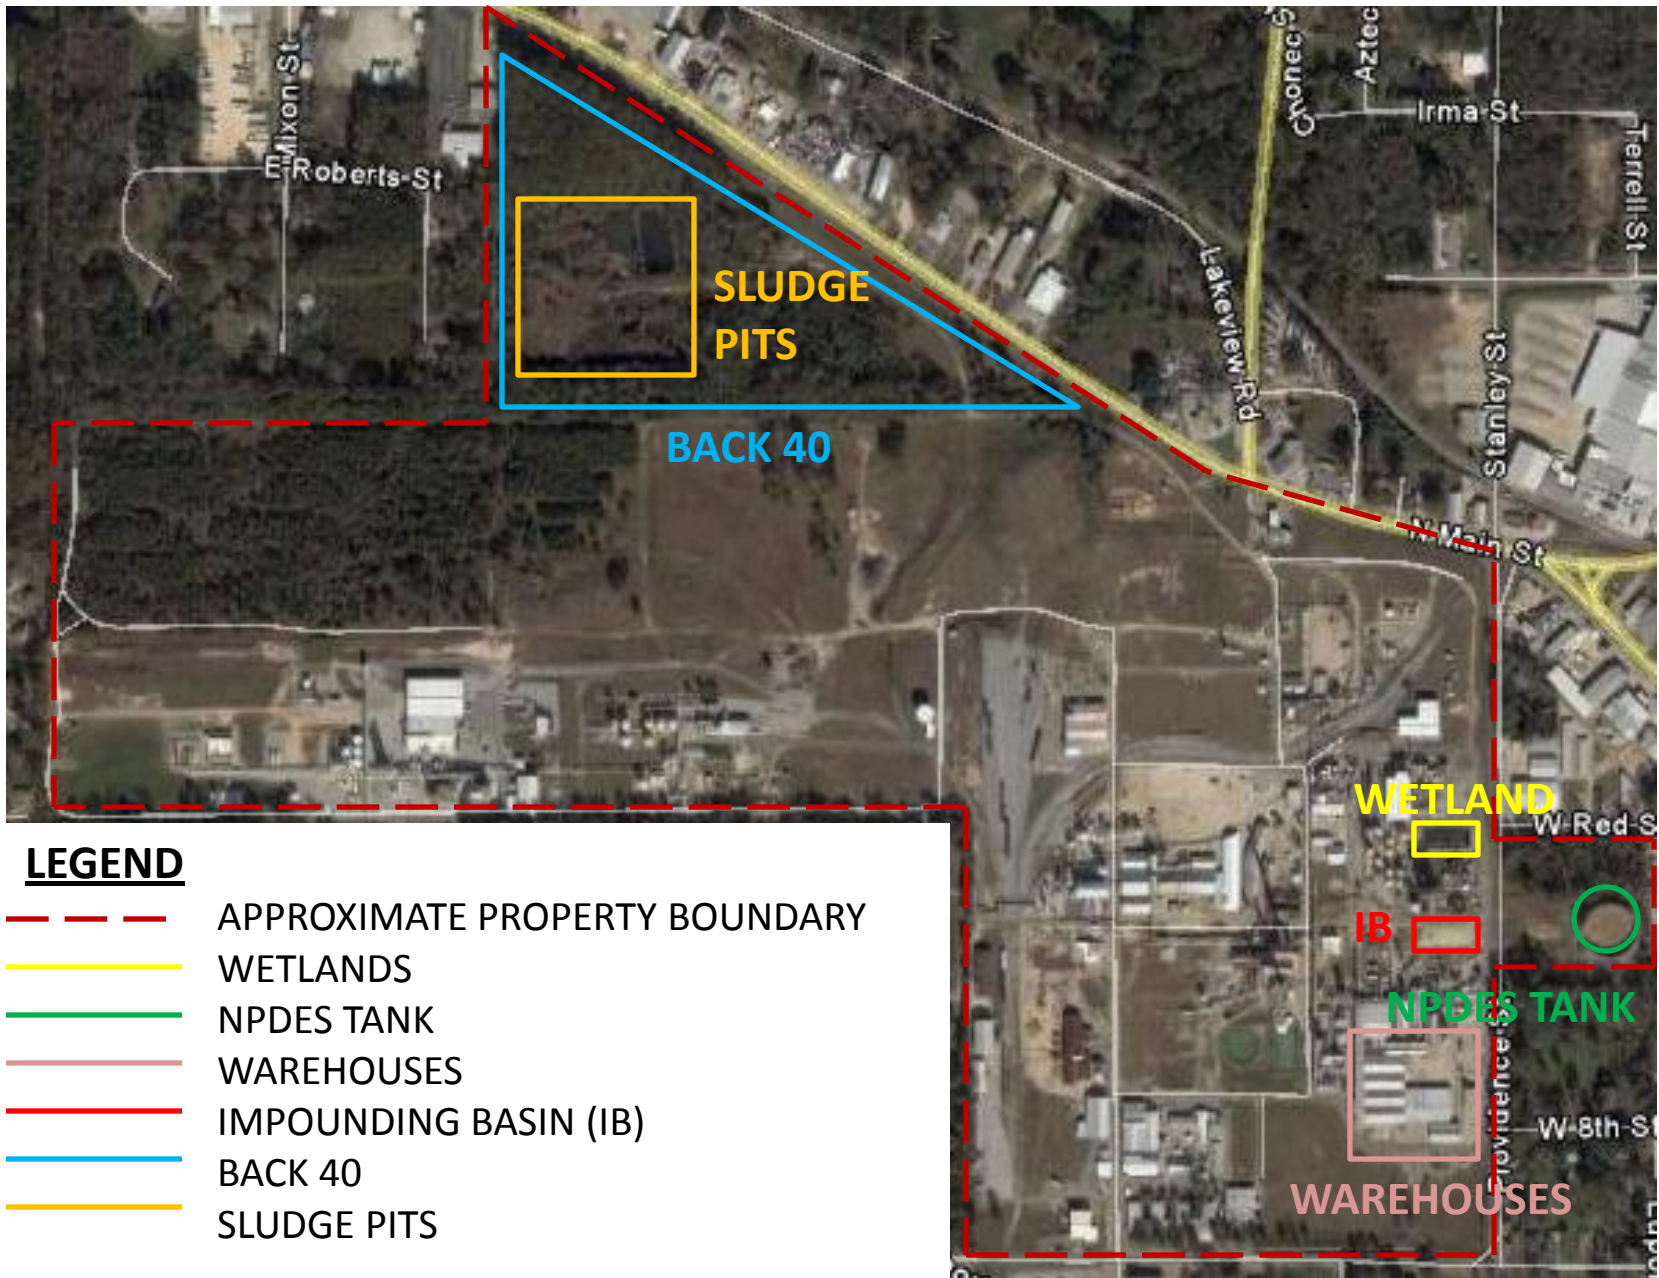 Mixon St
E Roberts St
Aztec
Irma St
Terrell St
Lakeview Rd
Stanley St
SLUDGE
PITS
BACK 40
N Main St
WETLAND
W Red S
IB
NPDES TANK
Providence S
W 8th St
WAREHOUSES
LEGEND
APPROXIMATE PROPERTY BOUNDARY
WETLANDS
NPDES TANK
WAREHOUSES
IMPOUNDING BASIN (IB)
BACK 40
SLUDGE PITS